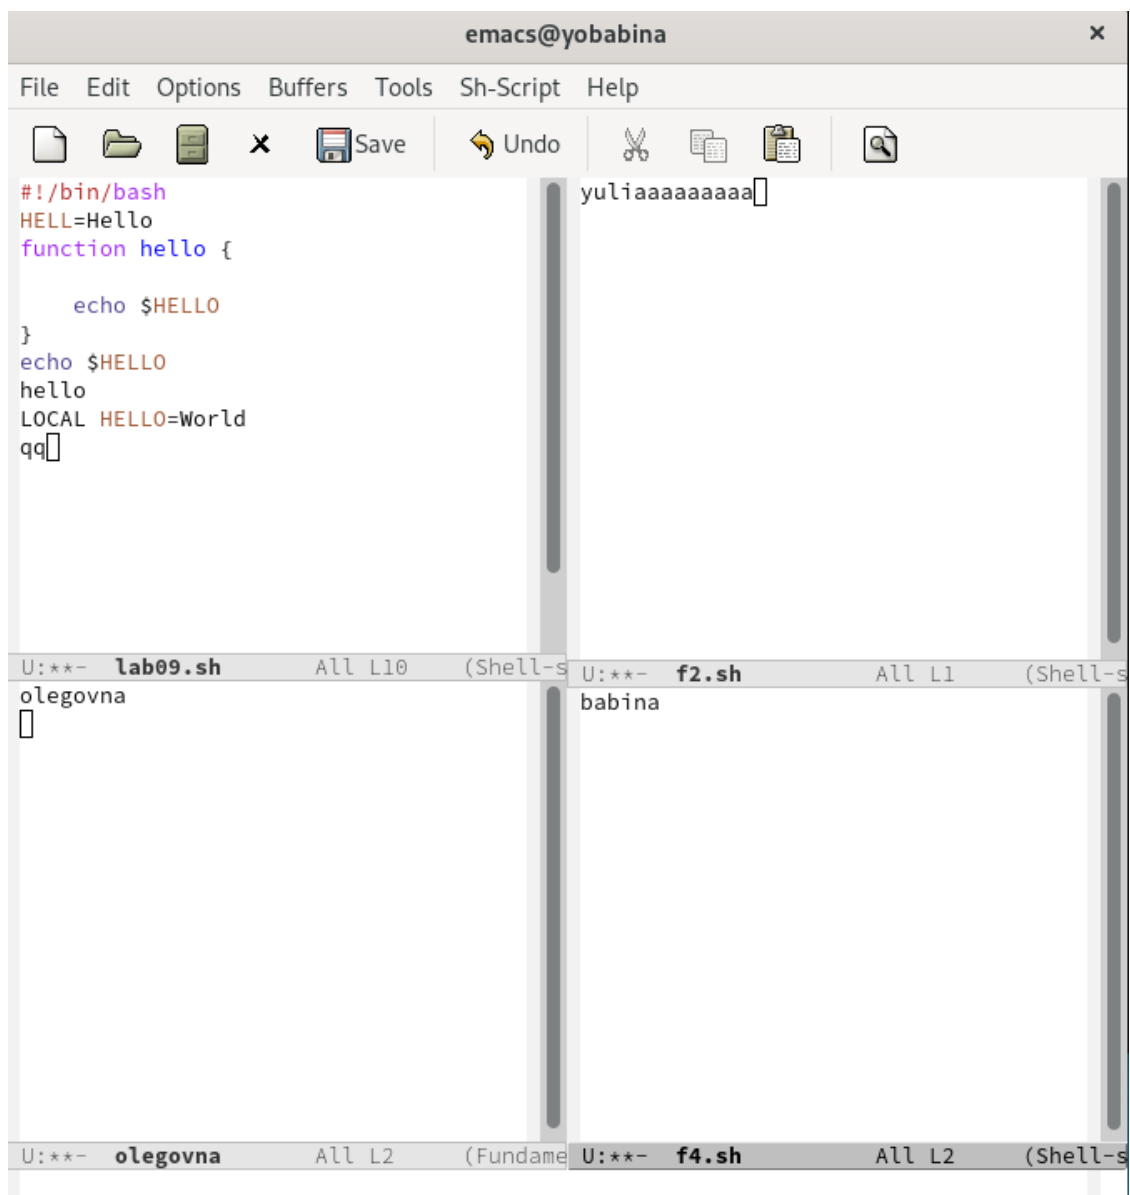 emacs@yobabina
File Edit Options Buffers Tools Sh-Script Help
Save Undo
#!/bin/bash
HELL=Hello
function hello {
echo $HELLO
}
echo $HELLO
hello
LOCAL HELLO=World
qq
U:**- lab09.sh All L10 (Shell-s
yuliaaaaaaaaa
U:**- f2.sh All L1 (Shell-s
olegovna
U:**- olegovna All L2 (Fundame
babina
U:**- f4.sh All L2 (Shell-s